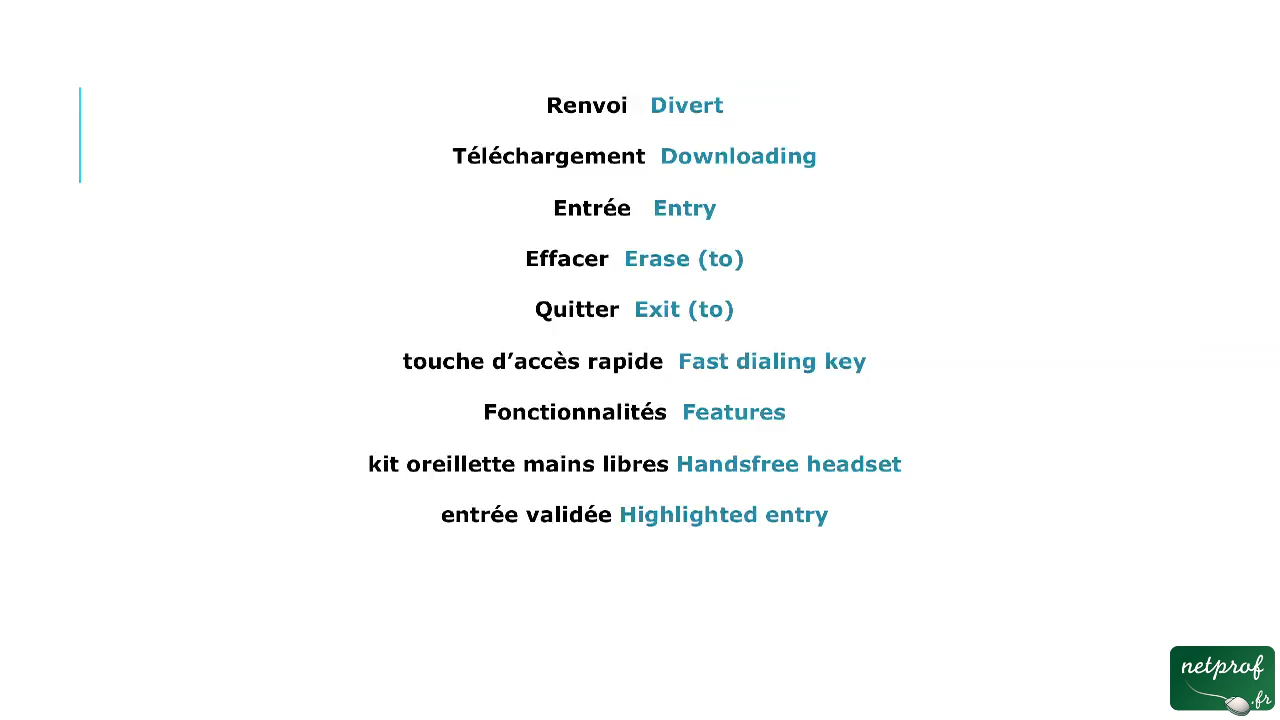 Renvoi Divert
Téléchargement Downloading
Entrée Entry
Effacer Erase (to)
Quitter Exit (to)
touche d’accès rapide Fast dialing key
Fonctionnalités Features
kit oreillette mains libres Handsfree headset
entrée validée Highlighted entry
netprof
.fr